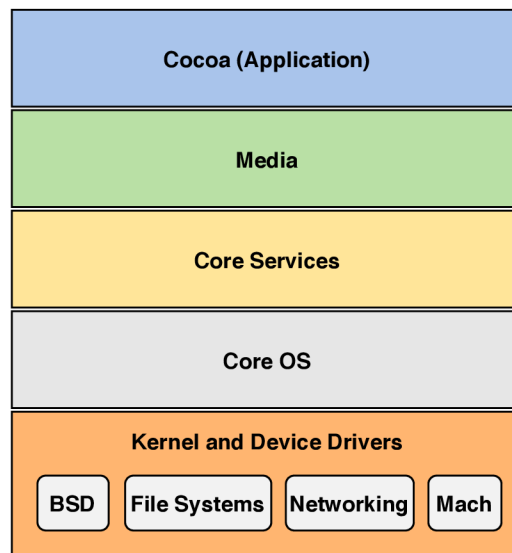 Cocoa (Application)
Media
Core Services
Core OS
Kernel and Device Drivers
BSD File Systems Networking Mach